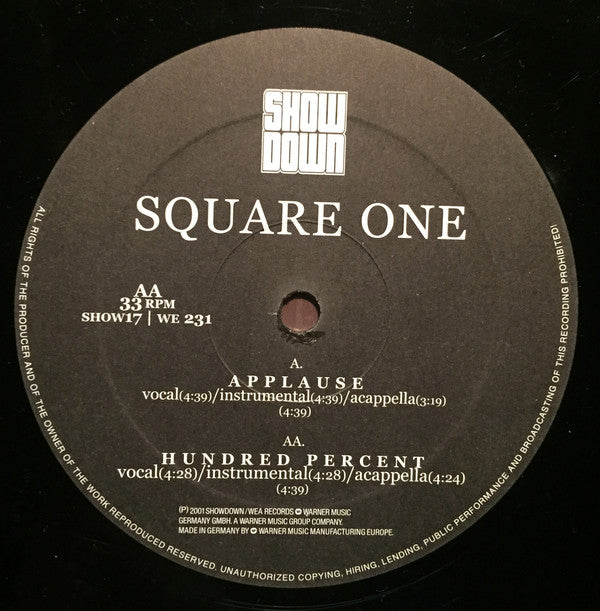 SHOW
DOWN
SQUARE ONE
AA
33 RPM
SHOW17 | WE 231
A.
APPLAUSE
vocal(4:39)/instrumental(4:39)/acappella(3:19)
(4:39)
AA.
HUNDRED PERCENT
vocal(4:28)/instrumental(4:28)/acappella(4:24)
(4:39)
(P) 2001 SHOWDOWN/WEA RECORDS WARNER MUSIC
GERMANY GMBH. A WARNER MUSIC GROUP COMPANY.
MADE IN GERMANY BY WARNER MUSIC MANUFACTURING EUROPE.
ALL RIGHTS OF THE PRODUCER AND OF THE OWNER OF THE WORK REPRODUCED RESERVED. UNAUTHORIZED COPYING, HIRING, LENDING, PUBLIC PERFORMANCE AND BROADCASTING OF THIS RECORDING PROHIBITED!